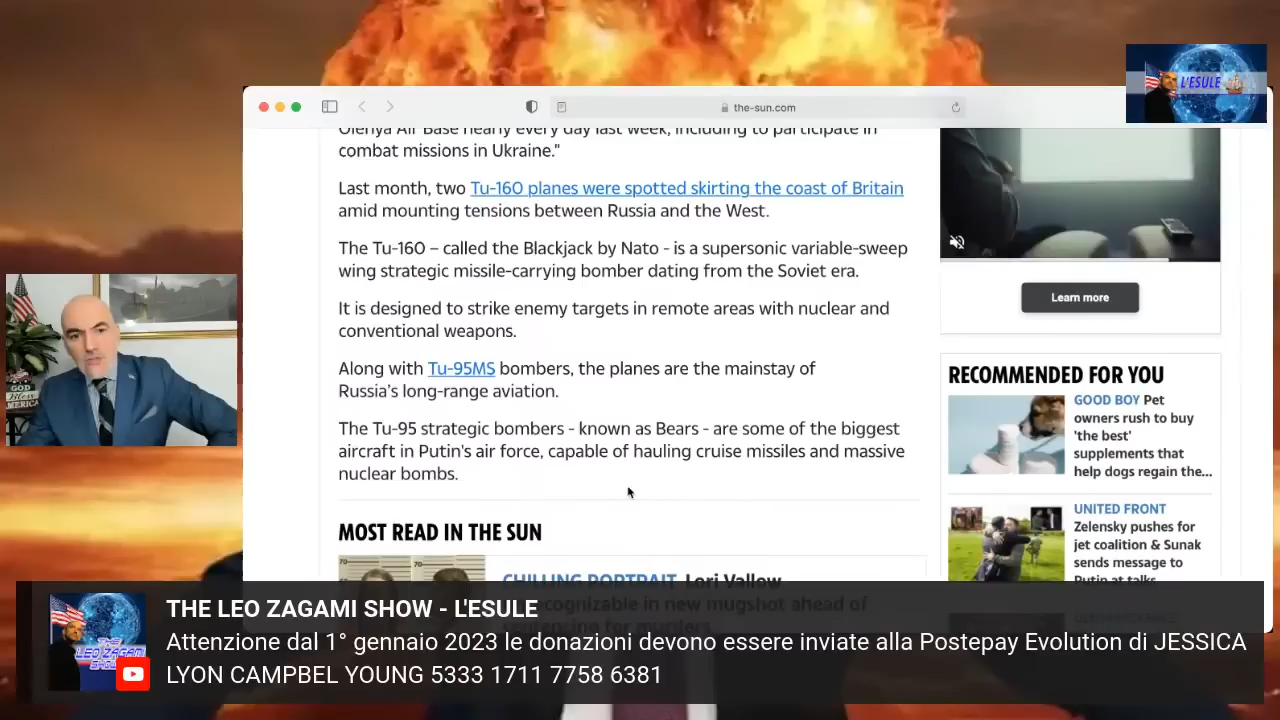 the-sun.com
L'ESULE
Olenya Air Base nearly every day last week, including to participate in
combat missions in Ukraine."
Last month, two Tu-160 planes were spotted skirting the coast of Britain
amid mounting tensions between Russia and the West.
The Tu-160 – called the Blackjack by Nato - is a supersonic variable-sweep
wing strategic missile-carrying bomber dating from the Soviet era.
It is designed to strike enemy targets in remote areas with nuclear and
conventional weapons.
Along with Tu-95MS bombers, the planes are the mainstay of
Russia’s long-range aviation.
The Tu-95 strategic bombers - known as Bears - are some of the biggest
aircraft in Putin's air force, capable of hauling cruise missiles and massive
nuclear bombs.
MOST READ IN THE SUN
70
70
CHILLING PORTRAIT Lori Vallow
unrecognizable in new mugshot ahead of
sentencing for murders
Learn more
RECOMMENDED FOR YOU
GOOD BOY Pet
owners rush to buy
'the best'
supplements that
help dogs regain the...
UNITED FRONT
Zelensky pushes for
jet coalition & Sunak
sends message to
Putin at talks
GOD
Bless
AMERICA
THE
LEO ZAGAMI
SHOW
THE LEO ZAGAMI SHOW - L'ESULE
Attenzione dal 1° gennaio 2023 le donazioni devono essere inviate alla Postepay Evolution di JESSICA
LYON CAMPBEL YOUNG 5333 1711 7758 6381